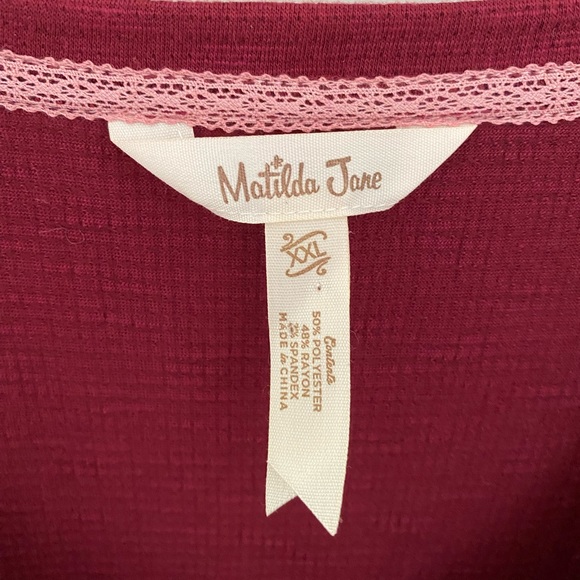 Matilda Jane
XXL
Contents
50% POLYESTER
48% RAYON
2% SPANDEX
MADE in CHINA